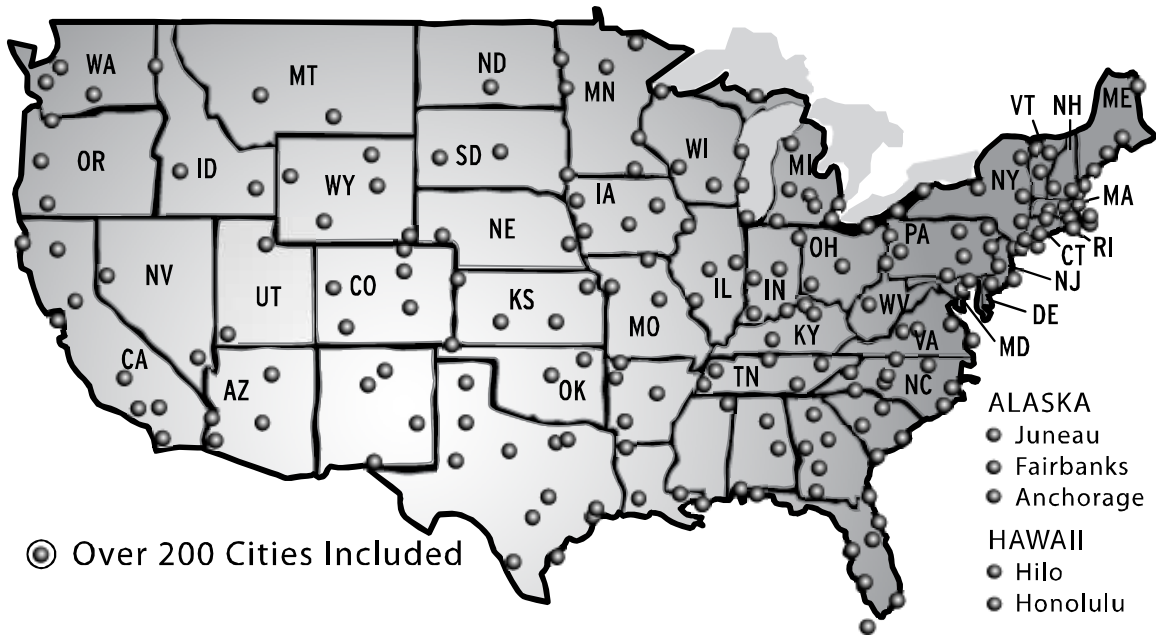 VT NH
WA
MT
ND
MN
ME
OR
ID
WY
SD
WI
MI
NY
MA
IA
NE
OH
PA
CT RI
NV
UT
CO
KS
IL
IN
NJ
WV
DE
MO
KY
VA
MD
CA
AZ
OK
TN
NC
ALASKA
Juneau
Fairbanks
Anchorage
HAWAII
Hilo
Honolulu
Over 200 Cities Included